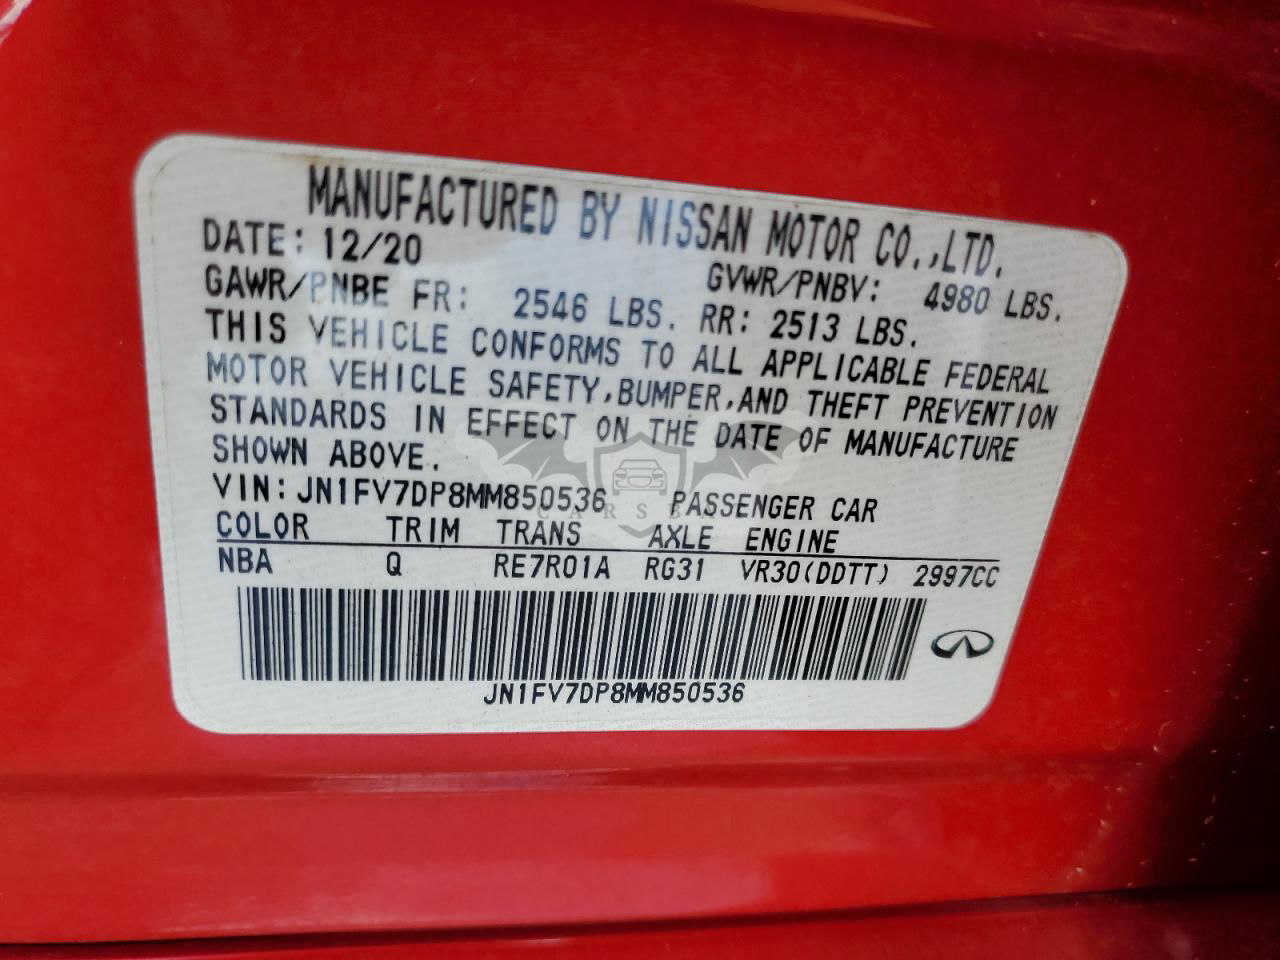 MANUFACTURED BY NISSAN MOTOR CO.,LTD.
DATE: 12/20 GVWR/PNBV: 4980 LBS.
GAWR/PNBE FR: 2546 LBS. RR: 2513 LBS.
THIS VEHICLE CONFORMS TO ALL APPLICABLE FEDERAL
MOTOR VEHICLE SAFETY,BUMPER,AND THEFT PREVENTION
STANDARDS IN EFFECT ON THE DATE OF MANUFACTURE
SHOWN ABOVE.
VIN:JN1FV7DP8MM850536 PASSENGER CAR
COLOR TRIM TRANS AXLE ENGINE
NBA Q RE7R01A RG31 VR30(DDTT) 2997CC
JN1FV7DP8MM850536